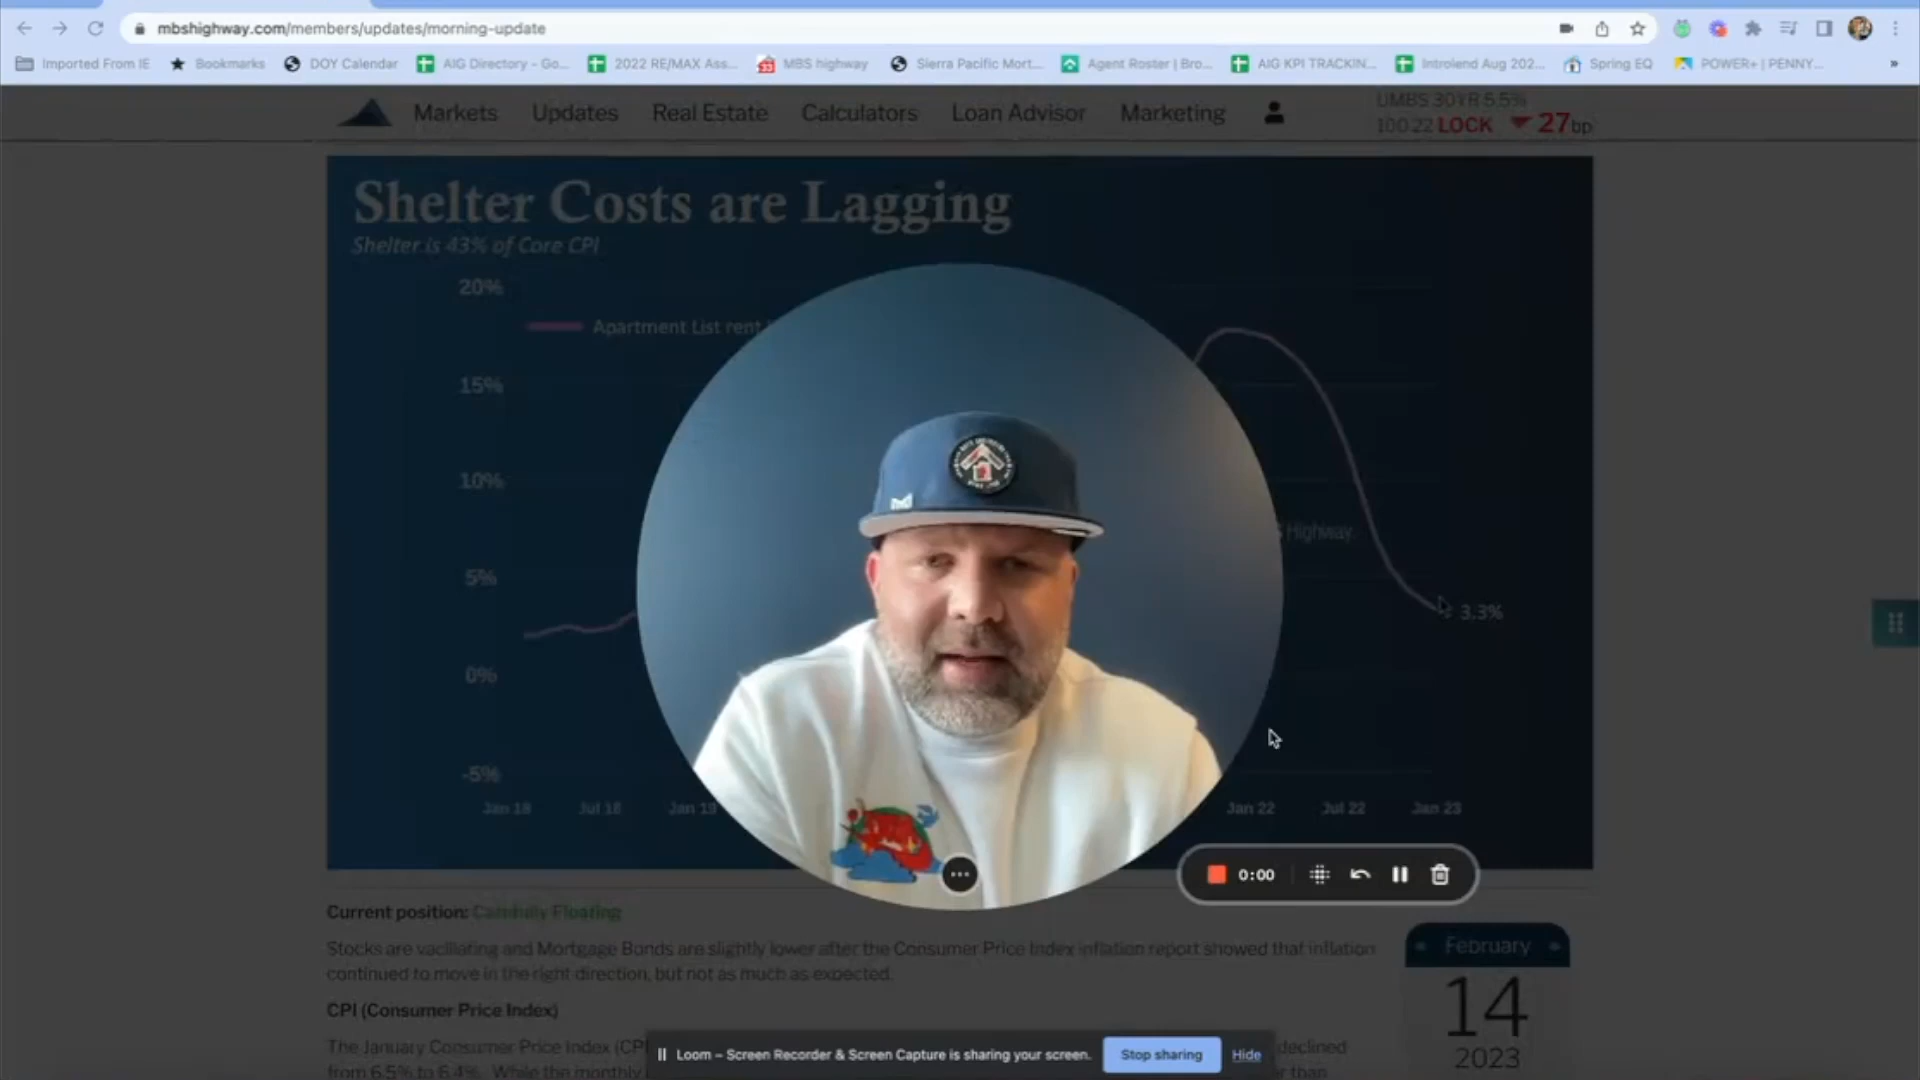 mbshighway.com/members/updates/morning-update
Imported From IE Bookmarks DOY Calendar AIG Directory - Go... 2022 RE/MAX Ass... MBS highway Sierra Pacific Mort... Agent Roster | Bro... AIG KPI TRACKIN... Introlend Aug 202... Spring EQ POWER+ | PENNY... »
Markets Updates Real Estate Calculators Loan Advisor Marketing
UMBS 30YR 5.5%
100.22 LOCK 27bp
Shelter Costs are Lagging
Shelter is 43% of Core CPI
20%
Apartment List rent
15%
10%
Highway
5%
3.3%
0%
-5%
Jan 18 Jul 18 Jan 19 Jan 22 Jul 22 Jan 23
0:00
Current position: Carefully Floating
Stocks are vacillating and Mortgage Bonds are slightly lower after the Consumer Price Index inflation report showed that inflation
continued to move in the right direction, but not as much as expected.
February
14
2023
CPI (Consumer Price Index)
The January Consumer Price Index (CPI declined
from 6.5% to 6.4%. While the monthly than
Loom – Screen Recorder & Screen Capture is sharing your screen. Stop sharing Hide